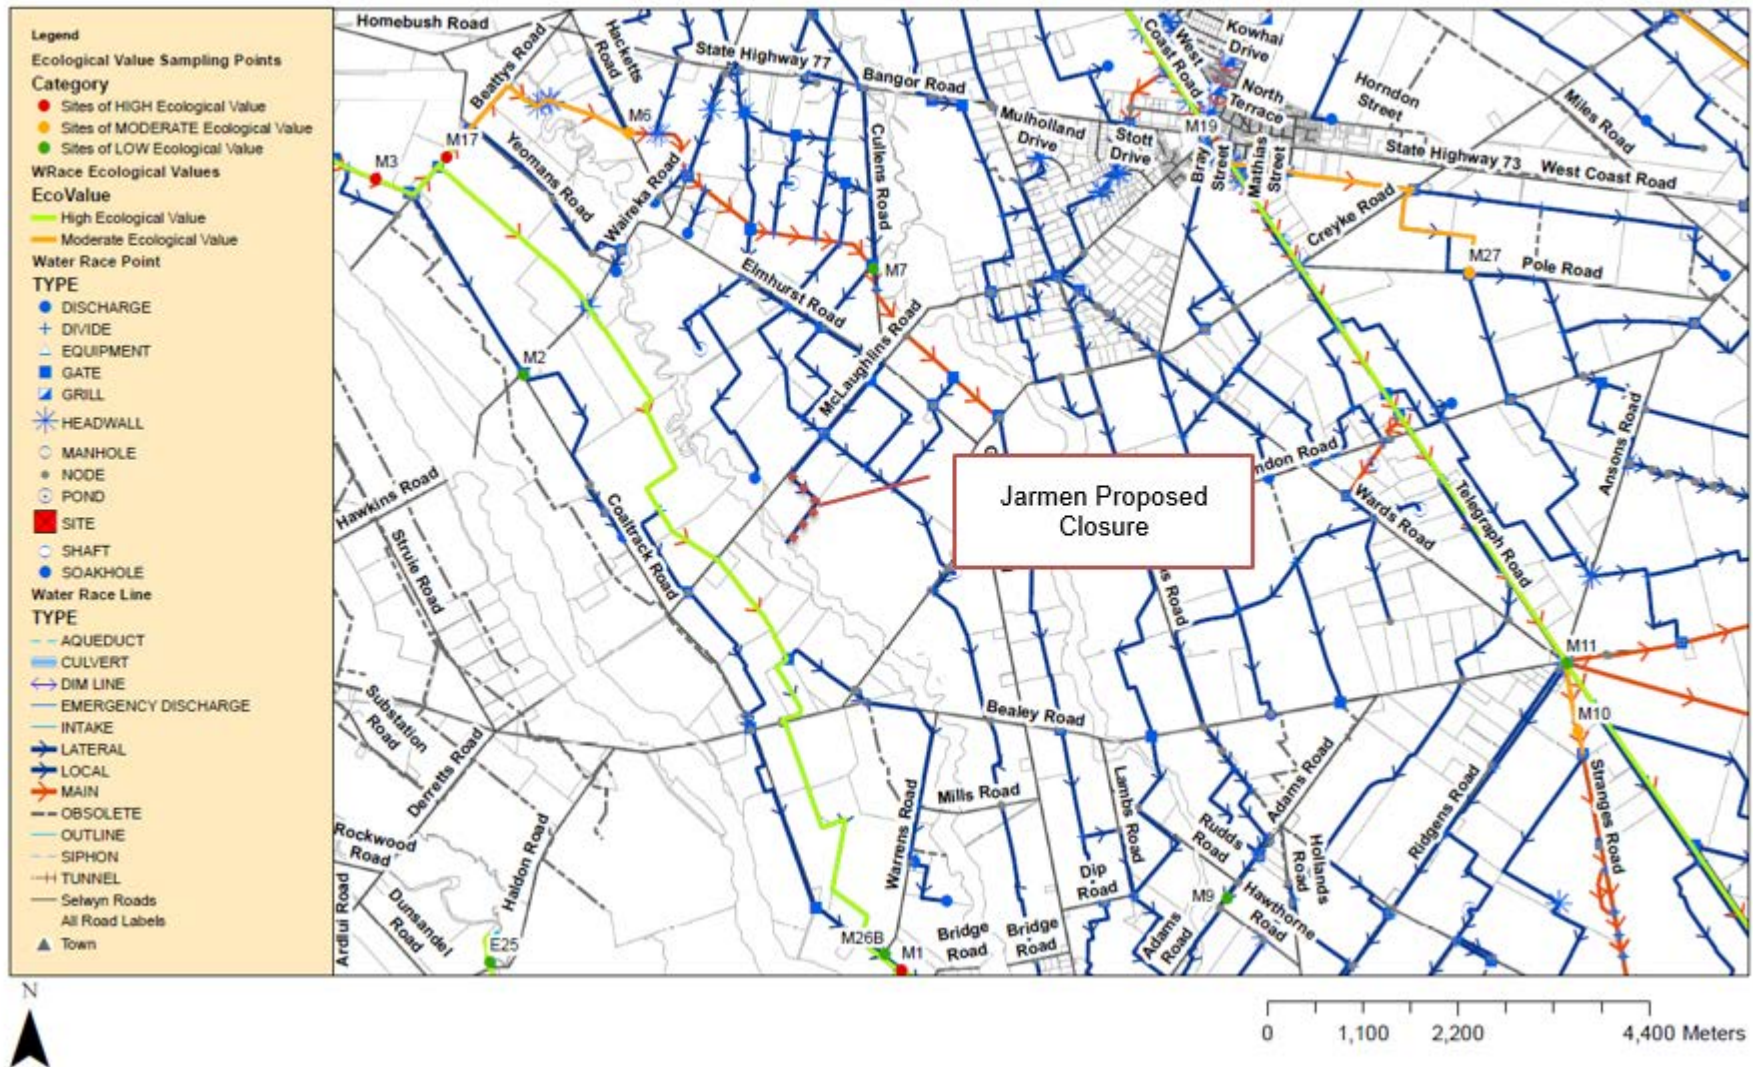 Legend
Ecological Value Sampling Points
Category
Sites of HIGH Ecological Value
Sites of MODERATE Ecological Value
Sites of LOW Ecological Value
WRace Ecological Values
EcoValue
High Ecological Value
Moderate Ecological Value
Water Race Point
TYPE
DISCHARGE
DIVIDE
EQUIPMENT
GATE
GRILL
HEADWALL
MANHOLE
NODE
POND
SITE
SHAFT
SOAKHOLE
Water Race Line
TYPE
AQUEDUCT
CULVERT
DIM LINE
EMERGENCY DISCHARGE
INTAKE
LATERAL
LOCAL
MAIN
OBSOLETE
OUTLINE
SIPHON
TUNNEL
Selwyn Roads
All Road Labels
Town
Homebush Road
Beattys Road
Hacketts
Road
State Highway 77
Bangor Road
Coast Road
West
Kowhai
Drive
North
Terrace
Horndon
Street
Miles Road
M6
M17
M3
Yeomans Road
Waireka Road
Cullens Road
Mulholland
Drive
Stott
Drive
M19
Bray
Street
Mathias
Street
State Highway 73
West Coast Road
Creyke Road
M27
Pole Road
M7
Elmhurst Road
McLaughlins Road
M2
Hawkins Road
Struie Road
Coaltrack Road
Jarmen Proposed
Closure
ndon Road
Wards Road
Telegraph Road
Ansons Road
s Road
M11
M10
Substation
Road
Derretts Road
Bealey Road
Adams Road
Rockwood
Road
Haldon Road
Mills Road
Warrens Road
Lambs Road
Rudds
Road
Hollands
Road
Ridgens Road
Stranges Road
Ardlui Road
Dunsandel
Road
E25
Dip
Road
M9
Hawthorne
Road
M26B
M1
Bridge
Road
Bridge
Road
Adams
Road
N
0 1,100 2,200 4,400 Meters